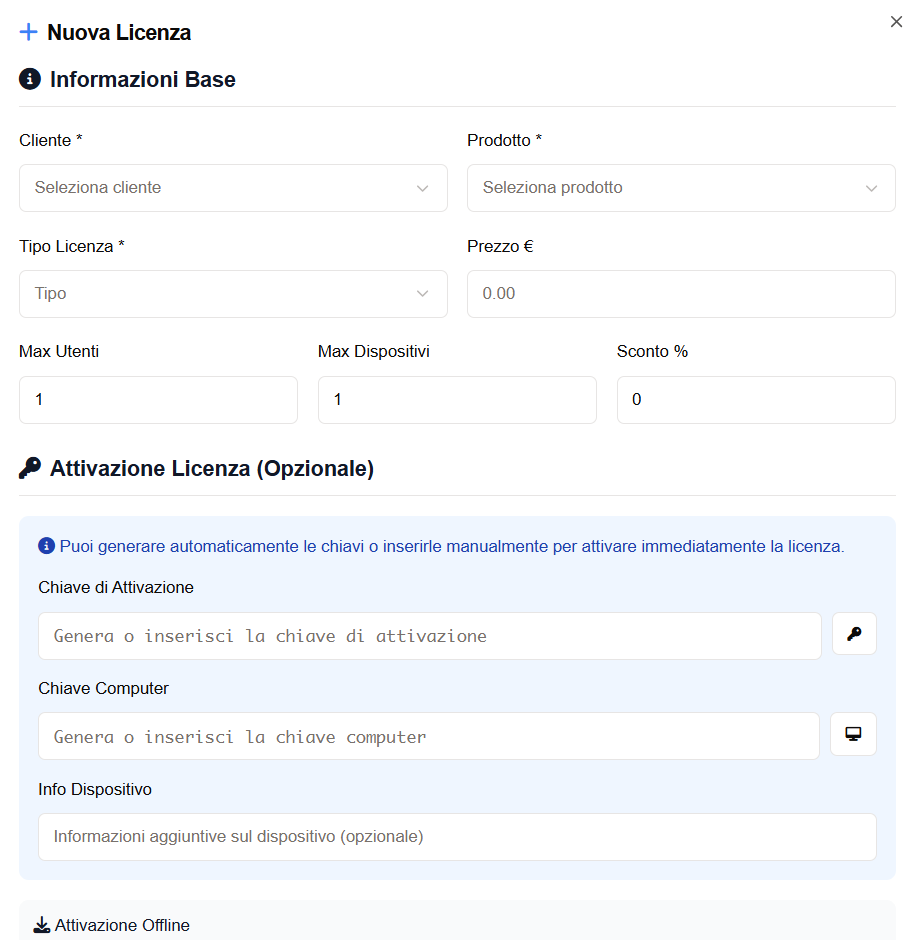 Nuova Licenza
Informazioni Base
Cliente * Prodotto *
Seleziona cliente Seleziona prodotto
Tipo Licenza * Prezzo €
Tipo 0.00
Max Utenti Max Dispositivi Sconto %
1 1 0
Attivazione Licenza (Opzionale)
Puoi generare automaticamente le chiavi o inserirle manualmente per attivare immediatamente la licenza.
Chiave di Attivazione
Genera o inserisci la chiave di attivazione
Chiave Computer
Genera o inserisci la chiave computer
Info Dispositivo
Informazioni aggiuntive sul dispositivo (opzionale)
Attivazione Offline